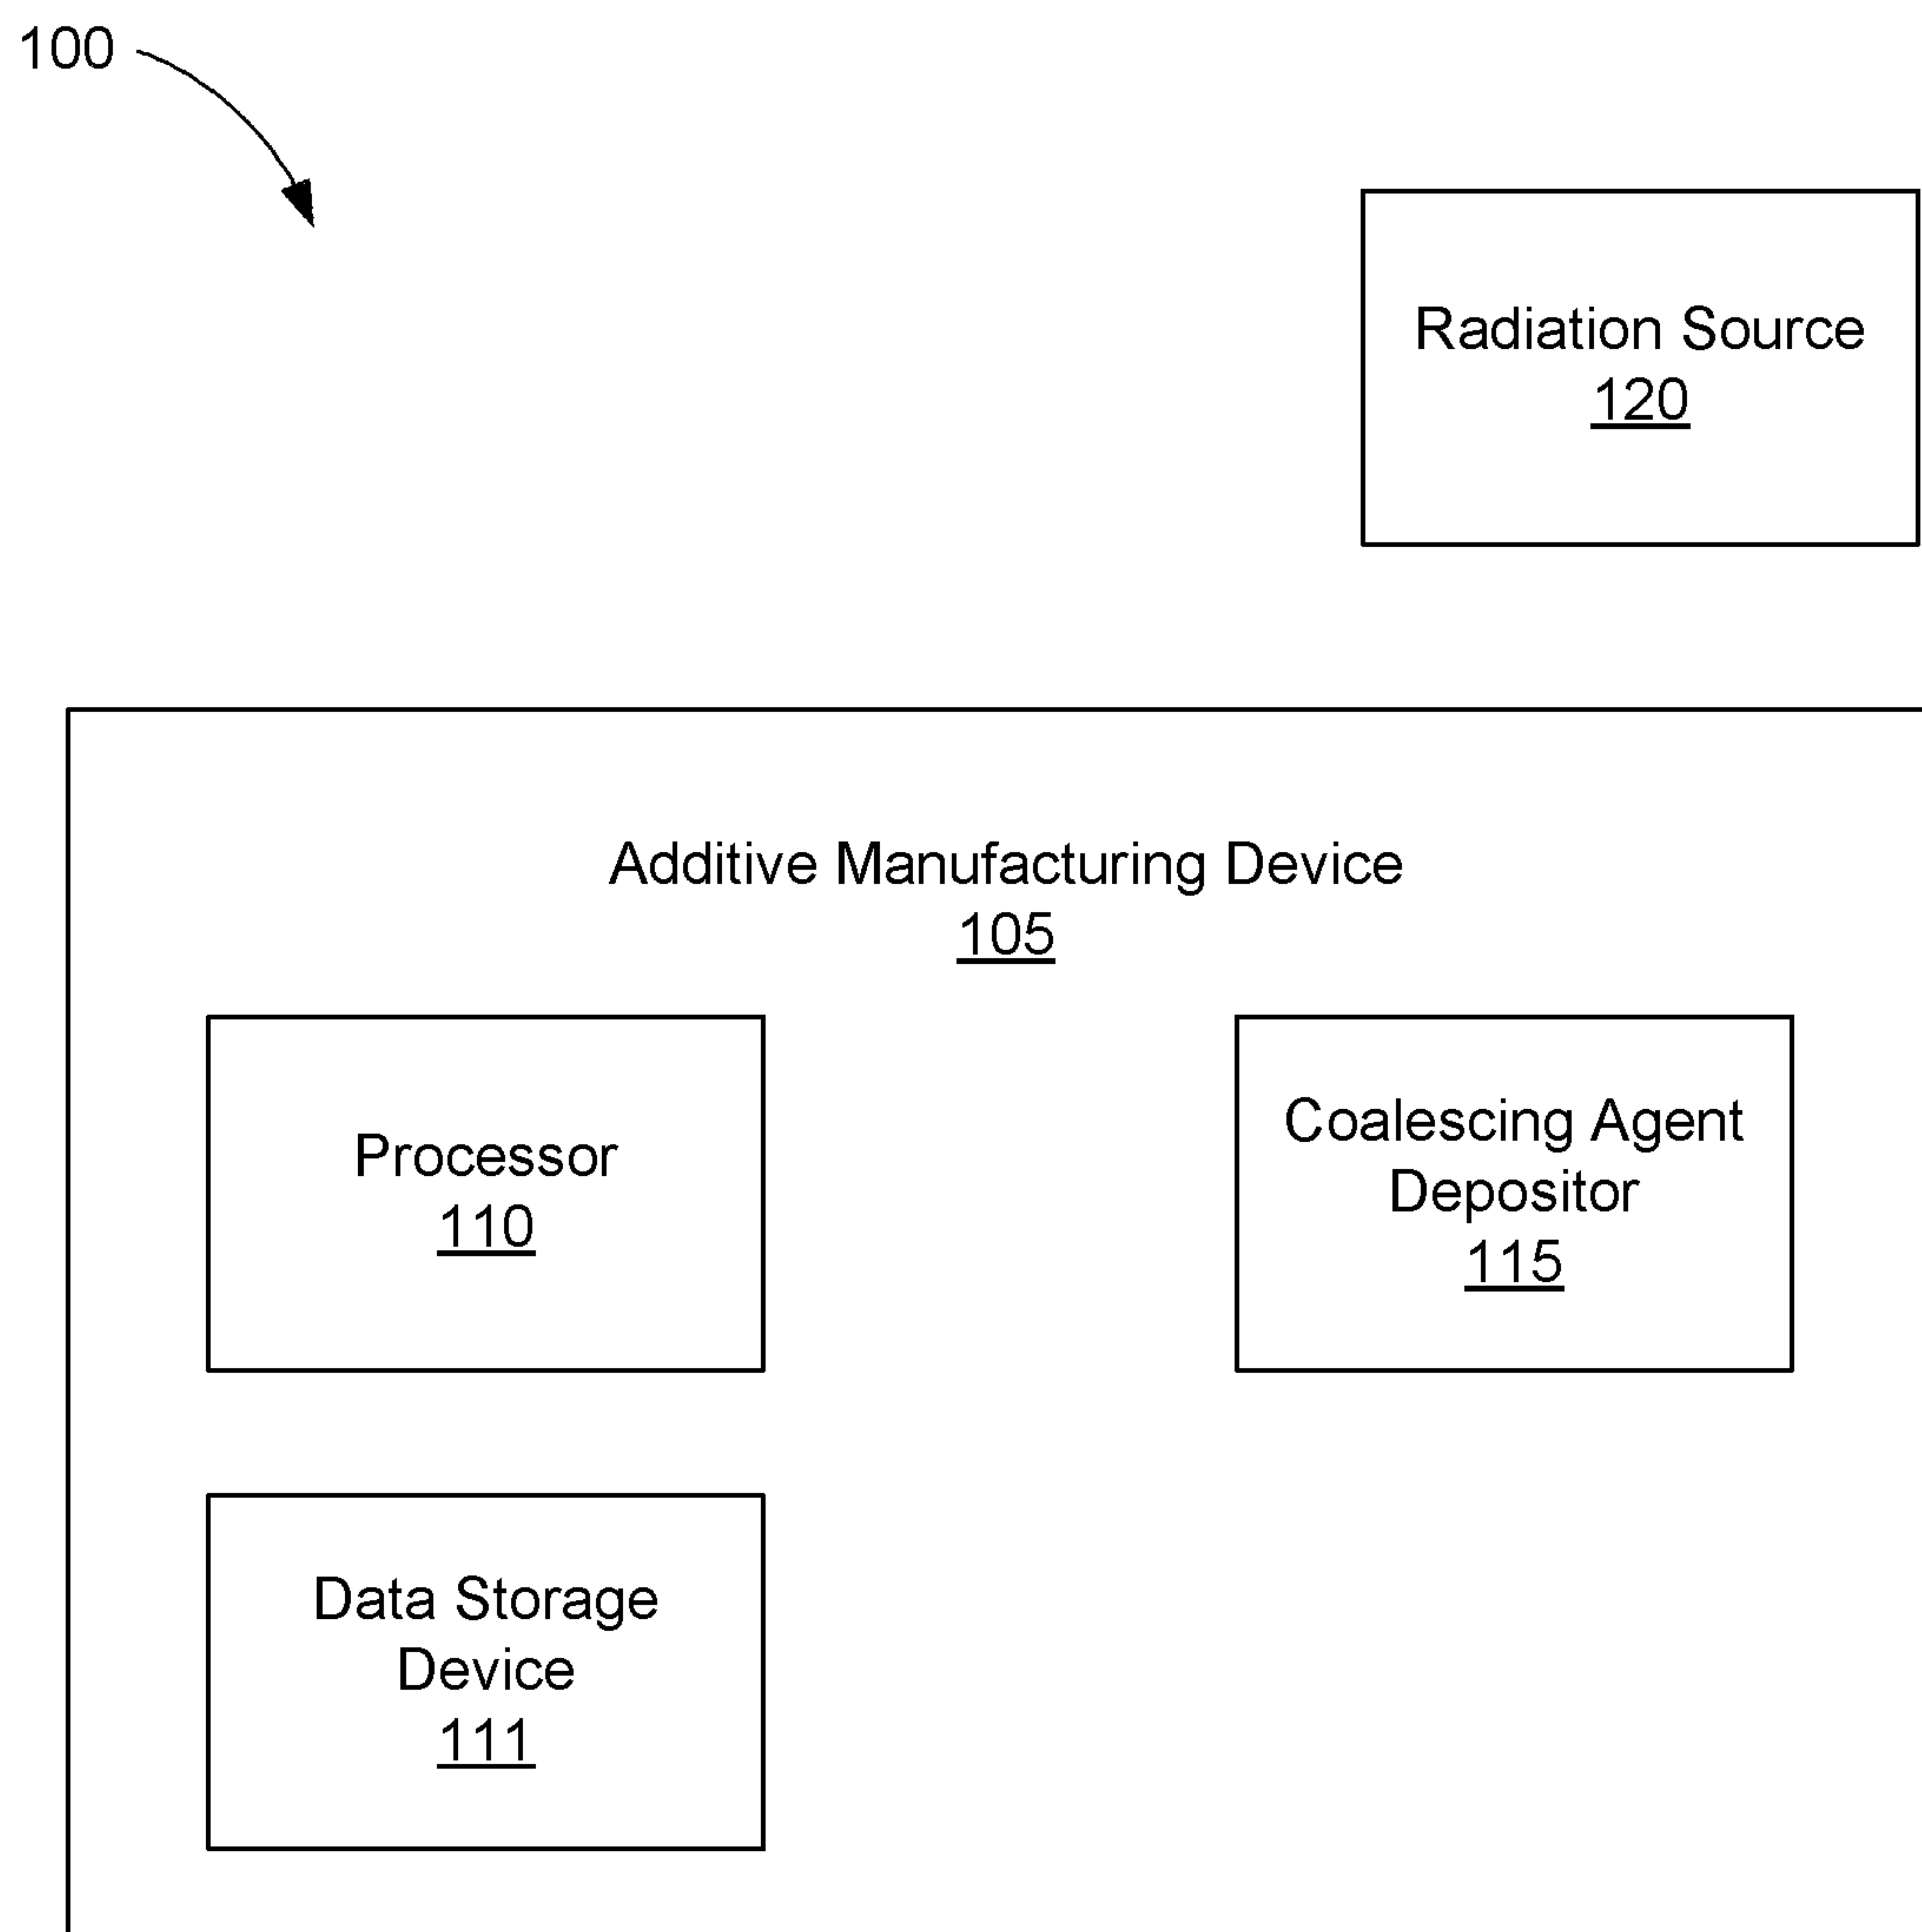 100
Radiation Source
120
Additive Manufacturing Device
105
Processor
110
Coalescing Agent
Depositor
115
Data Storage
Device
111